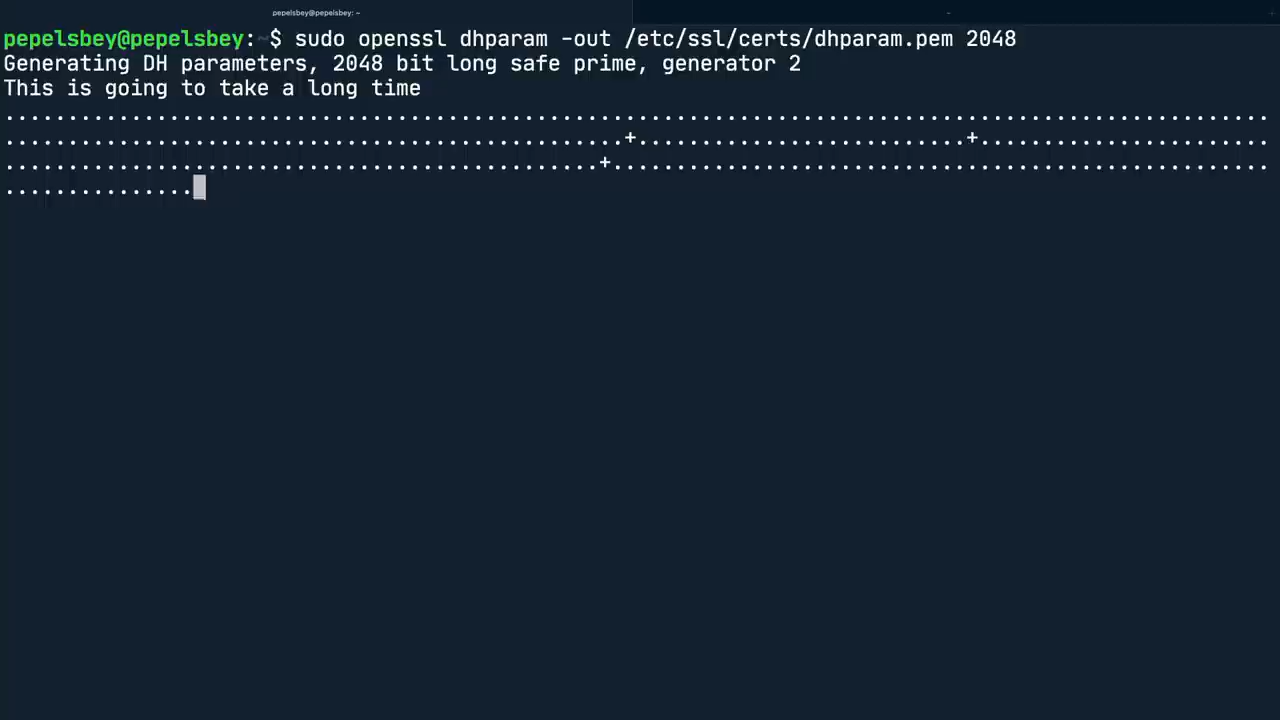 pepelsbey@pepelsbey: ~
pepelsbey@pepelsbey:~$ sudo openssl dhparam -out /etc/ssl/certs/dhparam.pem 2048
Generating DH parameters, 2048 bit long safe prime, generator 2
This is going to take a long time
....................................................................................................
.................................................+..........................+.......................
...............................................+....................................................
...............